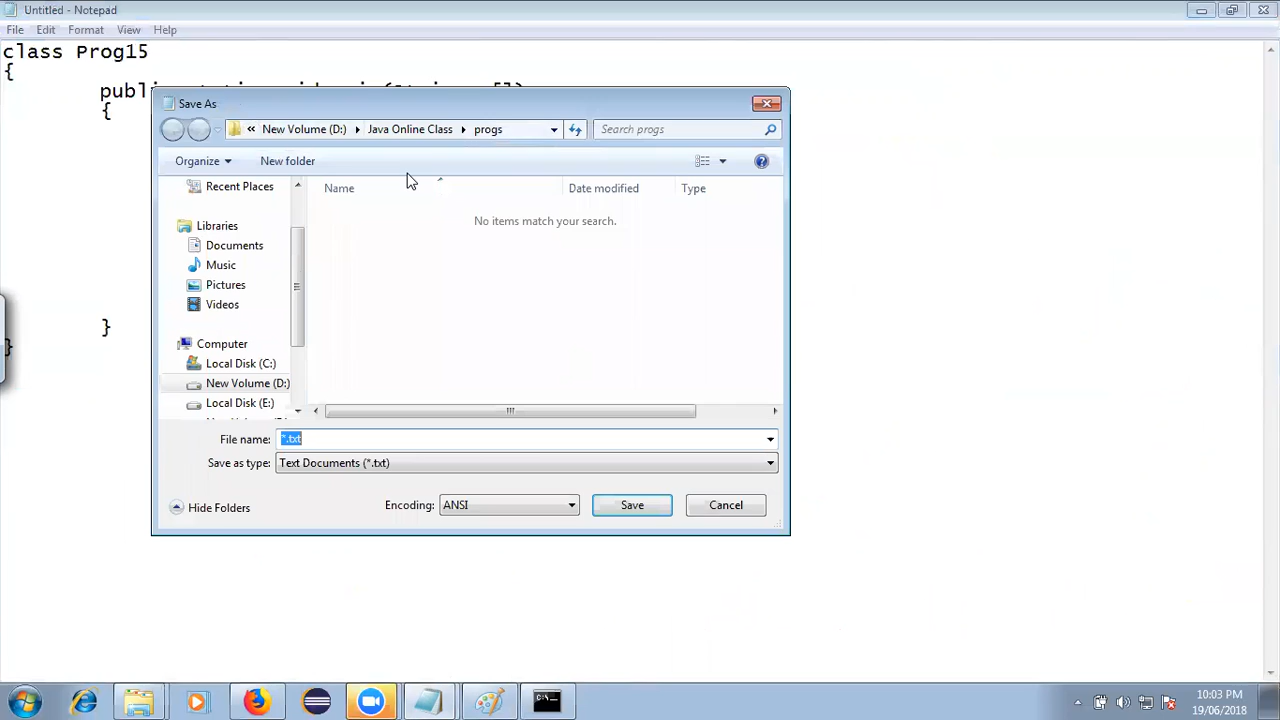 Untitled - Notepad
File Edit Format View Help
class Prog15
{
{
}
}
Save As
« New Volume (D:) Java Online Class progs
Search progs
Organize New folder
Name Date modified Type
No items match your search.
Recent Places
Libraries
Documents
Music
Pictures
Videos
Computer
Local Disk (C:)
New Volume (D:)
Local Disk (E:)
File name: *.txt
Save as type: Text Documents (*.txt)
Hide Folders
Encoding: ANSI
Save Cancel
10:03 PM
19/06/2018